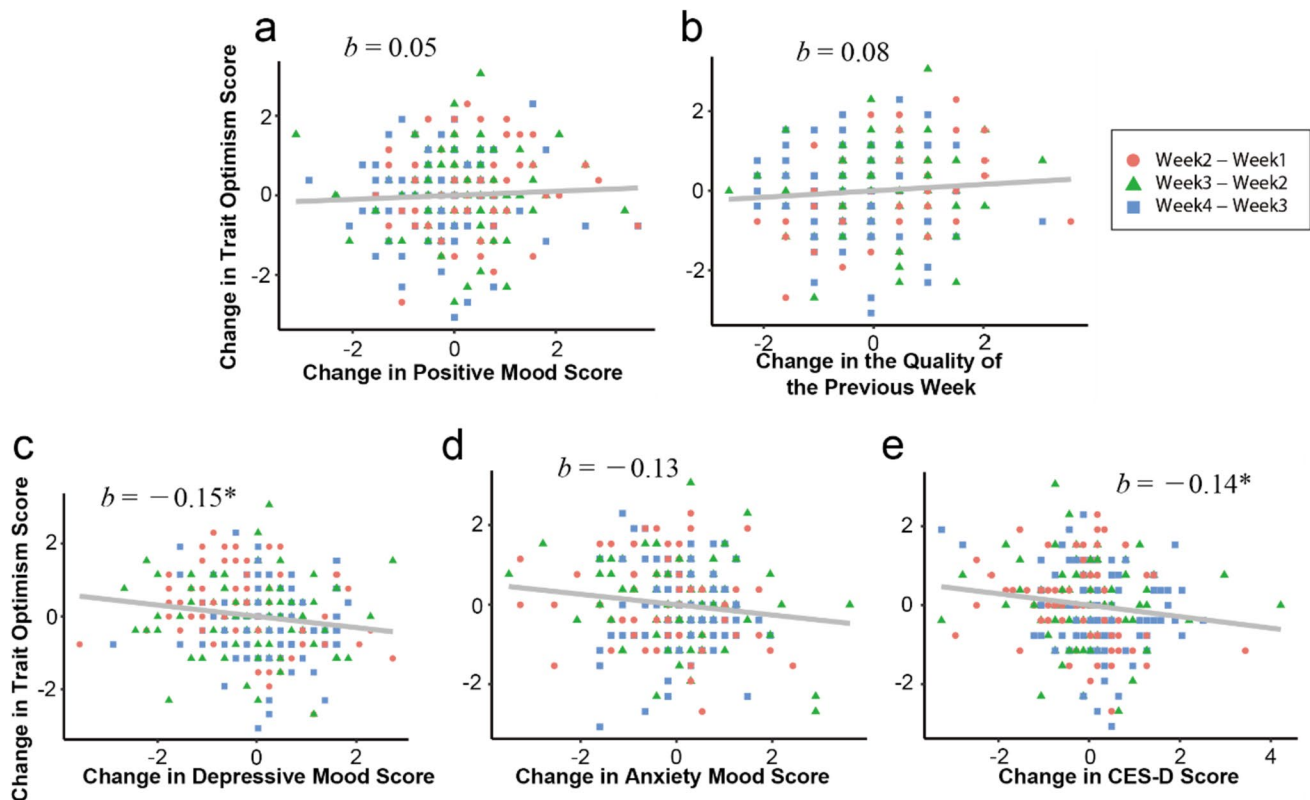 a
b = 0.05
Change in Trait Optimism Score
2
0
-2
-2
0
2
Change in Positive Mood Score
b
b = 0.08
2
0
-2
-2
0
2
Change in the Quality of
the Previous Week
Week2 – Week1
Week3 – Week2
Week4 – Week3
c
b = −0.15*
Change in Trait Optimism Score
2
0
-2
-2
0
2
Change in Depressive Mood Score
d
b = −0.13
2
0
-2
-2
0
2
Change in Anxiety Mood Score
e
b = −0.14*
2
0
-2
-2
0
2
4
Change in CES-D Score